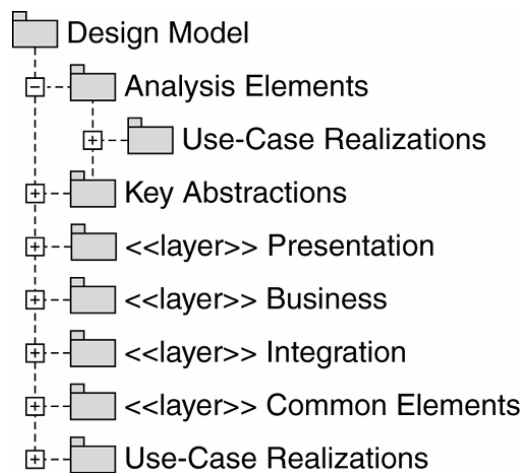 Design Model
Analysis Elements
Use-Case Realizations
Key Abstractions
<<layer>> Presentation
<<layer>> Business
<<layer>> Integration
<<layer>> Common Elements
Use-Case Realizations